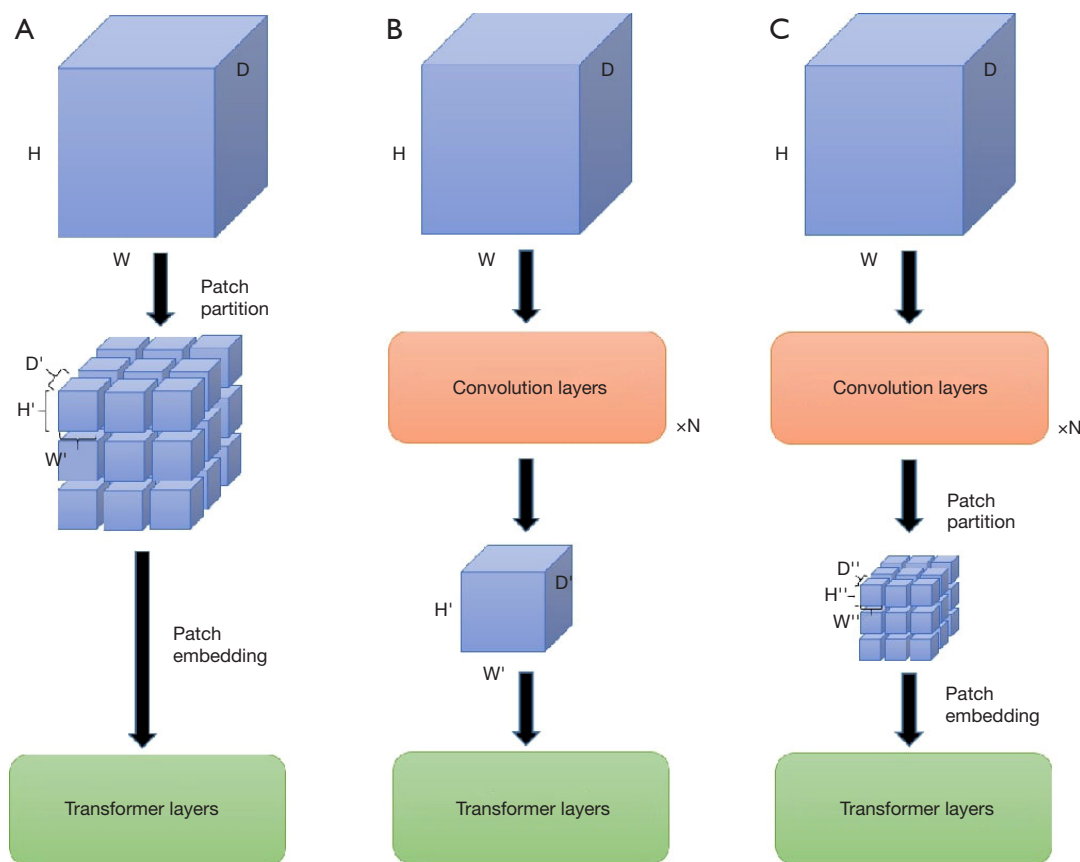 A
D
H
W
Patch
partition
D'
H'
W'
Patch
embedding
Transformer layers
B
D
H
W
Convolution layers
×N
D'
H'
W'
Transformer layers
C
D
H
W
Convolution layers
×N
Patch
partition
D''
H''
W''
Patch
embedding
Transformer layers